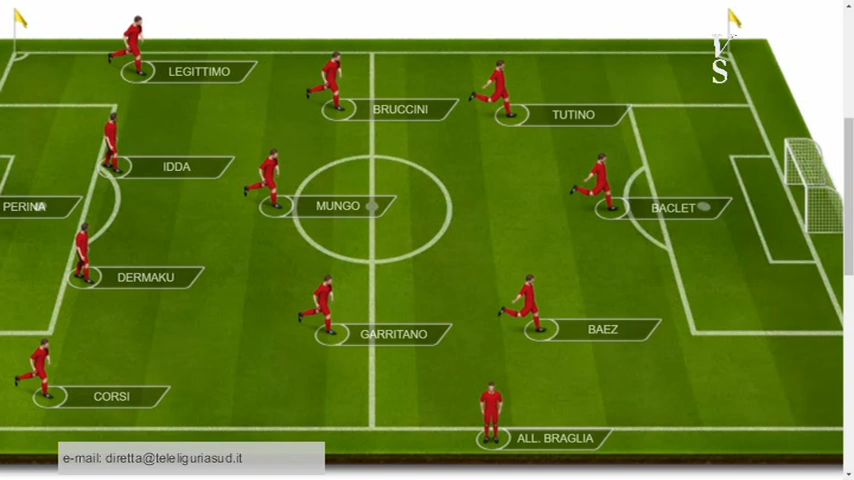 V
S
LEGITTIMO
BRUCCINI
TUTINO
IDDA
PERINA
MUNGO
BACLET
DERMAKU
GARRITANO
BAEZ
CORSI
ALL. BRAGLIA
e-mail: diretta@teleliguriasud.it